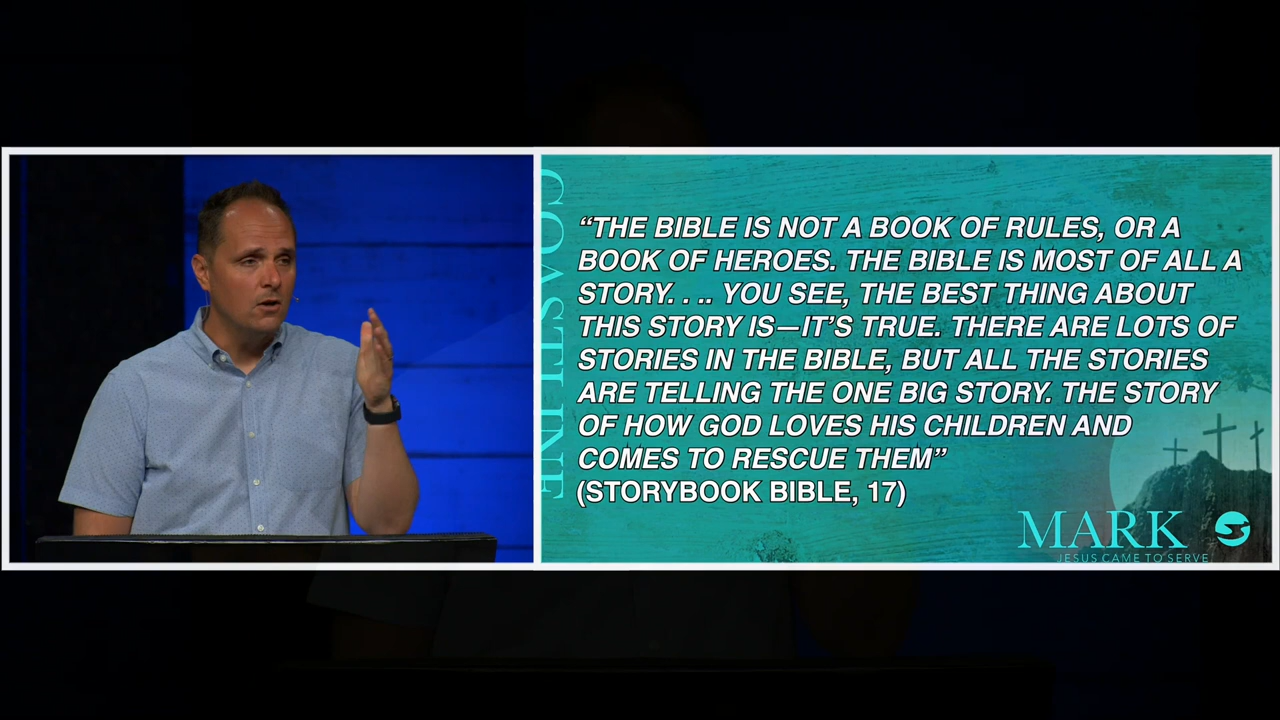 COASTLINE
“THE BIBLE IS NOT A BOOK OF RULES, OR A
BOOK OF HEROES. THE BIBLE IS MOST OF ALL A
STORY. . .. YOU SEE, THE BEST THING ABOUT
THIS STORY IS—IT’S TRUE. THERE ARE LOTS OF
STORIES IN THE BIBLE, BUT ALL THE STORIES
ARE TELLING THE ONE BIG STORY. THE STORY
OF HOW GOD LOVES HIS CHILDREN AND
COMES TO RESCUE THEM”
(STORYBOOK BIBLE, 17)
MARK
JESUS CAME TO SERVE